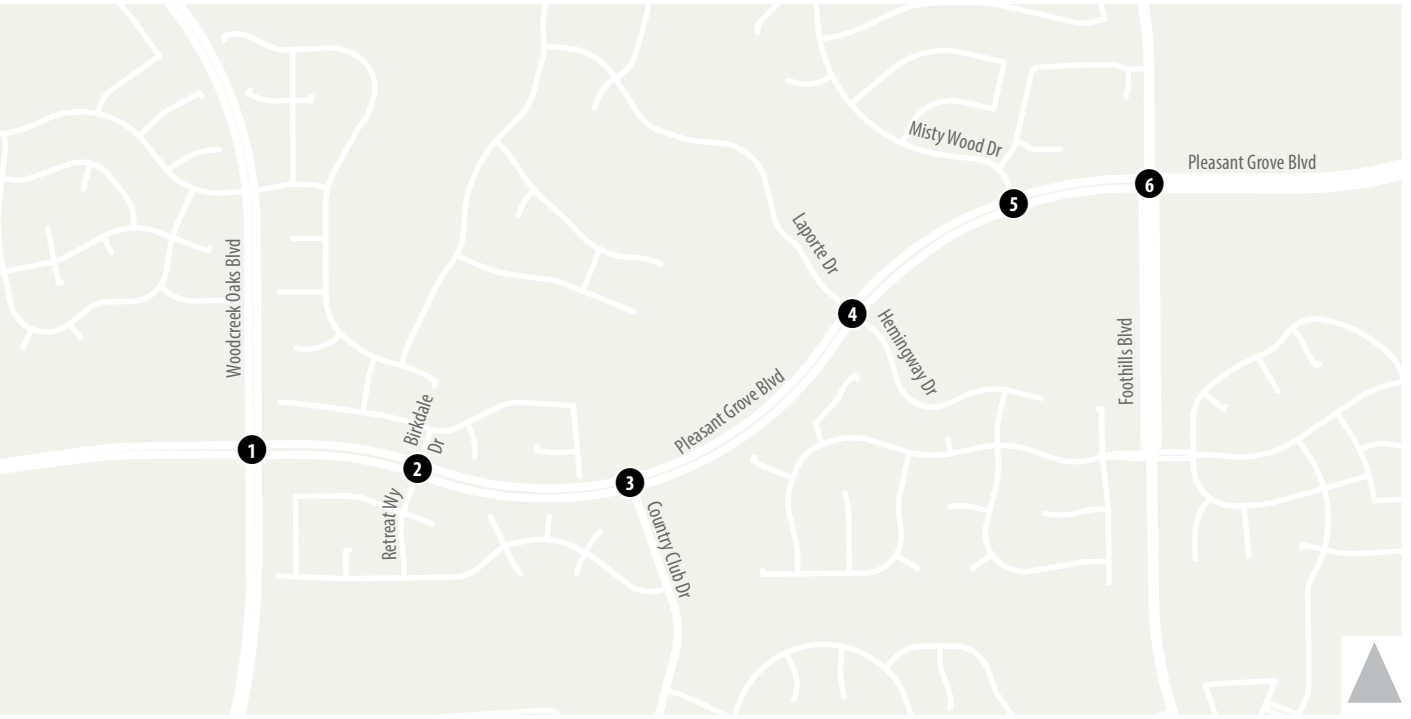 Misty Wood Dr
Pleasant Grove Blvd
6
5
Laporte Dr
Woodcreek Oaks Blvd
4
Hemingway Dr
Foothills Blvd
Pleasant Grove Blvd
Birkdale
Dr
1
2
3
Retreat Wy
Country Club Dr